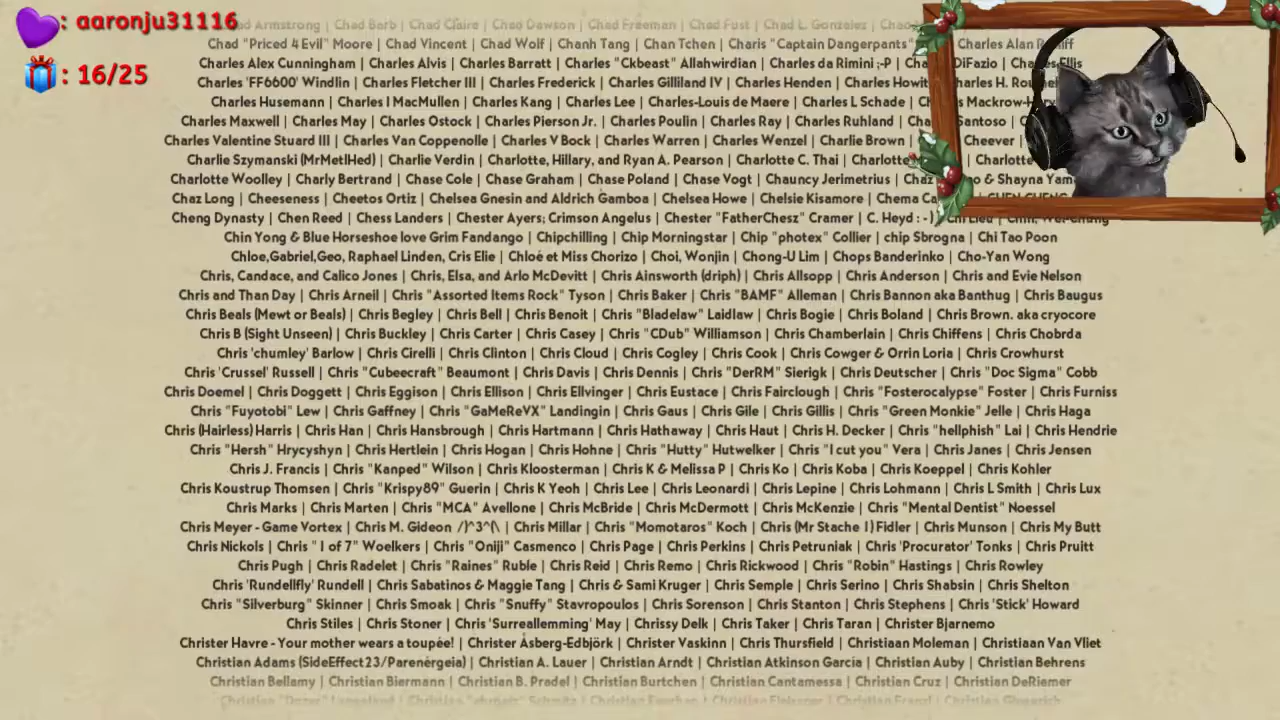 : aaronju31116
: 16/25
Armstrong | Chad Barb | Chad Claire | Chad Dawson | Chad Freeman | Chad Fust | Chad L. Gonzales |
Chad "Priced 4 Evil" Moore | Chad Vincent | Chad Wolf | Chanh Tang | Chan Tchen | Charis "Captain Dangerpants" Charles Alan
Charles Alex Cunningham | Charles Alvis | Charles Barratt | Charles "Ckbeast" Allahwirdian | Charles da Rimini ;-P | DiFazio | Ellis
Charles 'FF6600' Windlin | Charles Fletcher III | Charles Frederick | Charles Gilliland IV | Charles Henden | Charles H.
Charles Husemann | Charles I MacMullen | Charles Kang | Charles Lee | Charles-Louis de Maere | Charles L Schade |
Charles Maxwell | Charles May | Charles Ostock | Charles Pierson Jr. | Charles Poulin | Charles Ray | Charles Ruhland |
Charles Valentine Stuard III | Charles Van Coppenolle | Charles V Bock | Charles Warren | Charles Wenzel | Charlie Brown | Cheever |
Charlie Szymanski (MrMetlHed) | Charlie Verdin | Charlotte, Hillary, and Ryan A. Pearson | Charlotte C. Thai | Charlotte | Charlotte
Charlotte Woolley | Charly Bertrand | Chase Cole | Chase Graham | Chase Poland | Chase Vogt | Chauncy Jerimetrius | & Shayna
Chaz Long | Cheeseness | Cheetos Ortiz | Chelsea Gnesin and Aldrich Gamboa | Chelsea Howe | Chelsie Kisamore | Chema
Cheng Dynasty | Chen Reed | Chess Landers | Chester Ayers; Crimson Angelus | Chester "FatherChesz" Cramer | C. Heyd : - )
Chin Yong & Blue Horseshoe love Grim Fandango | Chipchilling | Chip Morningstar | Chip "photex" Collier | chip Sbrogna | Chi Tao Poon
Chloe,Gabriel,Geo, Raphael Linden, Cris Elie | Chloé et Miss Chorizo | Choi, Wonjin | Chong-U Lim | Chops Banderinko | Cho-Yan Wong
Chris, Candace, and Calico Jones | Chris, Elsa, and Arlo McDevitt | Chris Ainsworth (driph) | Chris Allsopp | Chris Anderson | Chris and Evie Nelson
Chris and Than Day | Chris Arneil | Chris "Assorted Items Rock" Tyson | Chris Baker | Chris "BAMF" Alleman | Chris Bannon aka Banthug | Chris Baugus
Chris Beals (Mewt or Beals) | Chris Begley | Chris Bell | Chris Benoit | Chris "Bladelaw" Laidlaw | Chris Bogie | Chris Boland | Chris Brown. aka cryocore
Chris B (Sight Unseen) | Chris Buckley | Chris Carter | Chris Casey | Chris "CDub" Williamson | Chris Chamberlain | Chris Chiffens | Chris Chobrda
Chris 'chumley' Barlow | Chris Cirelli | Chris Clinton | Chris Cloud | Chris Cogley | Chris Cook | Chris Cowger & Orrin Loria | Chris Crowhurst
Chris 'Crussel' Russell | Chris "Cubeecraft" Beaumont | Chris Davis | Chris Dennis | Chris "DerRM" Sierigk | Chris Deutscher | Chris "Doc Sigma" Cobb
Chris Doemel | Chris Doggett | Chris Eggison | Chris Ellison | Chris Ellvinger | Chris Eustace | Chris Fairclough | Chris "Fosterocalypse" Foster | Chris Furniss
Chris "Fuyotobi" Lew | Chris Gaffney | Chris "GaMeReVX" Landingin | Chris Gaus | Chris Gile | Chris Gillis | Chris "Green Monkie" Jelle | Chris Haga
Chris (Hairless) Harris | Chris Han | Chris Hansbrough | Chris Hartmann | Chris Hathaway | Chris Haut | Chris H. Decker | Chris "hellphish" Lai | Chris Hendrie
Chris "Hersh" Hrycyshyn | Chris Hertlein | Chris Hogan | Chris Hohne | Chris "Hutty" Hutwelker | Chris "I cut you" Vera | Chris Janes | Chris Jensen
Chris J. Francis | Chris "Kanped" Wilson | Chris Kloosterman | Chris K & Melissa P | Chris Ko | Chris Koba | Chris Koeppel | Chris Kohler
Chris Koustrup Thomsen | Chris "Krispy89" Guerin | Chris K Yeoh | Chris Lee | Chris Leonardi | Chris Lepine | Chris Lohmann | Chris L Smith | Chris Lux
Chris Marks | Chris Marten | Chris "MCA" Avellone | Chris McBride | Chris McDermott | Chris McKenzie | Chris "Mental Dentist" Noessel
Chris Meyer - Game Vortex | Chris M. Gideon /)^3^(\ | Chris Millar | Chris "Momotaros" Koch | Chris (Mr Stache !) Fidler | Chris Munson | Chris My Butt
Chris Nickols | Chris " 1 of 7" Woelkers | Chris "Oniji" Casmenco | Chris Page | Chris Perkins | Chris Petruniak | Chris 'Procurator' Tonks | Chris Pruitt
Chris Pugh | Chris Radelet | Chris "Raines" Ruble | Chris Reid | Chris Remo | Chris Rickwood | Chris "Robin" Hastings | Chris Rowley
Chris 'Rundellfly' Rundell | Chris Sabatinos & Maggie Tang | Chris & Sami Kruger | Chris Semple | Chris Serino | Chris Shabsin | Chris Shelton
Chris "Silverburg" Skinner | Chris Smoak | Chris "Snuffy" Stavropoulos | Chris Sorenson | Chris Stanton | Chris Stephens | Chris 'Stick' Howard
Chris Stiles | Chris Stoner | Chris 'Surreallemming' May | Chrissy Delk | Chris Taker | Chris Taran | Christer Bjarnemo
Christer Havre - Your mother wears a toupée! | Christer Åsberg-Edbjörk | Christer Vaskinn | Chris Thursfield | Christiaan Moleman | Christiaan Van Vliet
Christian Adams (SideEffect23/Parenérgeia) | Christian A. Lauer | Christian Arndt | Christian Atkinson Garcia | Christian Auby | Christian Behrens
Christian Bellamy | Christian Biermann | Christian B. Pradel | Christian Burtchen | Christian Cantamessa | Christian Cruz | Christian DeRiemer